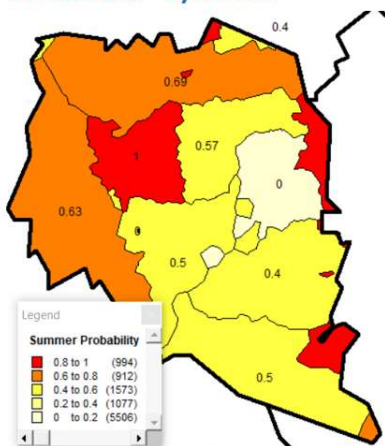 0.4
0.69
0.57
1
0
0.63
0.5
0.4
0.5
Legend
Summer Probability
0.8 to 1 (994)
0.6 to 0.8 (912)
0.4 to 0.6 (1573)
0.2 to 0.4 (1077)
0 to 0.2 (5506)